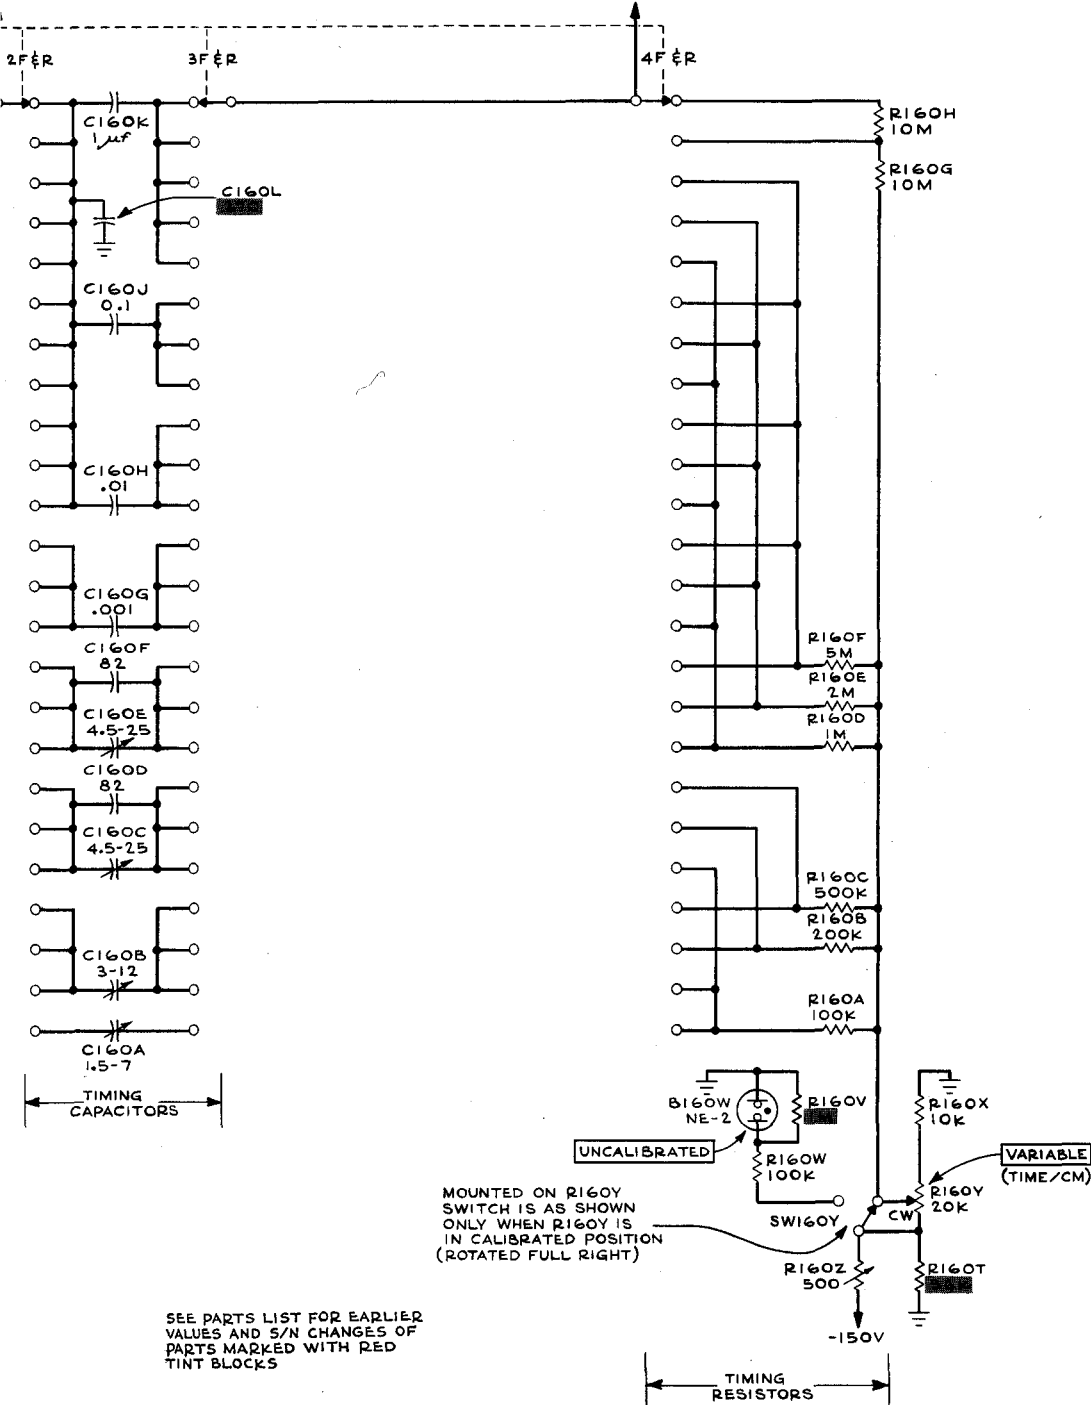 2F & R
3F & R
4F & R
C160K
1 µf
C160L
C160J
0.1
C160H
.01
C160G
.001
C160F
82
C160E
4.5-25
C160D
82
C160C
4.5-25
C160B
3-12
C160A
1.5-7
TIMING
CAPACITORS
R160H
10M
R160G
10M
R160F
5M
R160E
2M
R160D
1M
R160C
500K
R160B
200K
R160A
100K
B160W
NE-2
R160V
R160X
10K
UNCALIBRATED
R160W
100K
VARIABLE
(TIME/CM)
R160Y
20K
CW
SW160Y
MOUNTED ON R160Y
SWITCH IS AS SHOWN
ONLY WHEN R160Y IS
IN CALIBRATED POSITION
(ROTATED FULL RIGHT)
R160Z
500
R160T
-150V
SEE PARTS LIST FOR EARLIER
VALUES AND S/N CHANGES OF
PARTS MARKED WITH RED
TINT BLOCKS
TIMING
RESISTORS